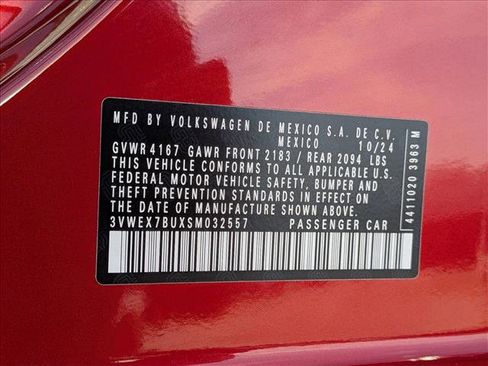 MFD BY VOLKSWAGEN DE MEXICO S.A. DE C.V.
MEXICO 10/24
GVWR 4167 GAWR FRONT 2183 / REAR 2094 LBS
THIS VEHICLE CONFORMS TO ALL APPLICABLE U.S.
FEDERAL MOTOR VEHICLE SAFETY, BUMPER AND
THEFT PREVENTION STANDARDS IN EFFECT ON
THE DATE OF MANUFACTURE SHOWN ABOVE.
3VWEX7BUXSM032557 PASSENGER CAR
4411020 3963 M